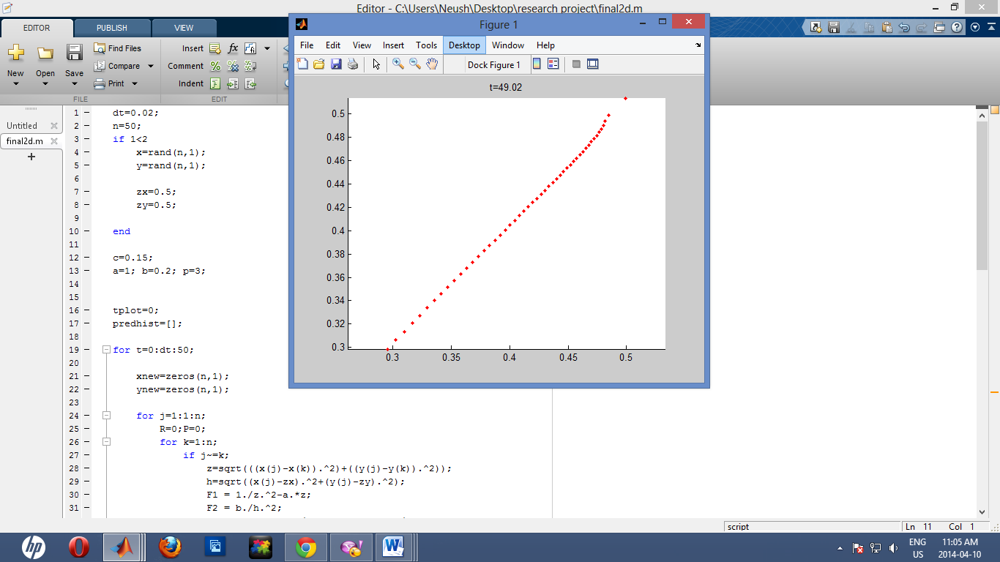 Editor - C:\Users\Neush\Desktop\research project\final2d.m
EDITOR PUBLISH VIEW
New Open Save
Find Files
Compare
Print
FILE
Insert
Comment
Indent
EDIT
Untitled
final2d.m
1 dt=0.02;
2 n=50;
3 if 1<2
4 x=rand(n,1);
5 y=rand(n,1);
6
7 zx=0.5;
8 zy=0.5;
9
10 end
11
12 c=0.15;
13 a=1; b=0.2; p=3;
14
15
16 tplot=0;
17 predhist=[];
18
19 for t=0:dt:50;
20
21 xnew=zeros(n,1);
22 ynew=zeros(n,1);
23
24 for j=1:1:n;
25 R=0;P=0;
26 for k=1:n;
27 if j~=k;
28 z=sqrt(((x(j)-x(k)).^2)+((y(j)-y(k)).^2));
29 h=sqrt((x(j)-zx).^2+(y(j)-zy).^2);
30 F1 = 1./z.^2-a.*z;
31 F2 = b./h.^2;
Figure 1
File Edit View Insert Tools Desktop Window Help
Dock Figure 1
t=49.02
0.5
0.48
0.46
0.44
0.42
0.4
0.38
0.36
0.34
0.32
0.3
0.3 0.35 0.4 0.45 0.5
script Ln 11 Col 1
ENG
US
11:05 AM
2014-04-10